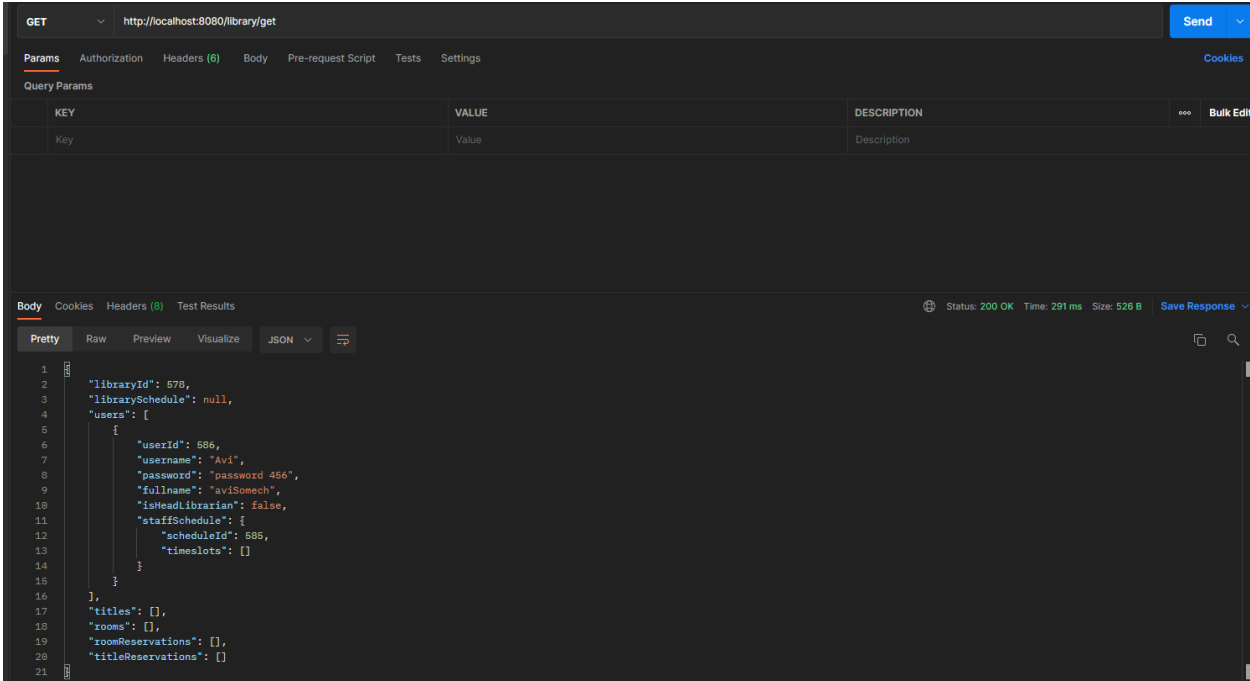 GET http://localhost:8080/library/get Send
Params Authorization Headers (6) Body Pre-request Script Tests Settings Cookies
Query Params
KEY VALUE DESCRIPTION ooo Bulk Edit
Key Value Description
Body Cookies Headers (8) Test Results Status: 200 OK Time: 291 ms Size: 526 B Save Response
Pretty Raw Preview Visualize JSON
1 {
2 "libraryId": 578,
3 "librarySchedule": null,
4 "users": [
5 {
6 "userId": 586,
7 "username": "Avi",
8 "password": "password 456",
9 "fullname": "aviSomech",
10 "isHeadLibrarian": false,
11 "staffSchedule": {
12 "scheduleId": 585,
13 "timeslots": []
14 }
15 }
16 ],
17 "titles": [],
18 "rooms": [],
19 "roomReservations": [],
20 "titleReservations": []
21 }